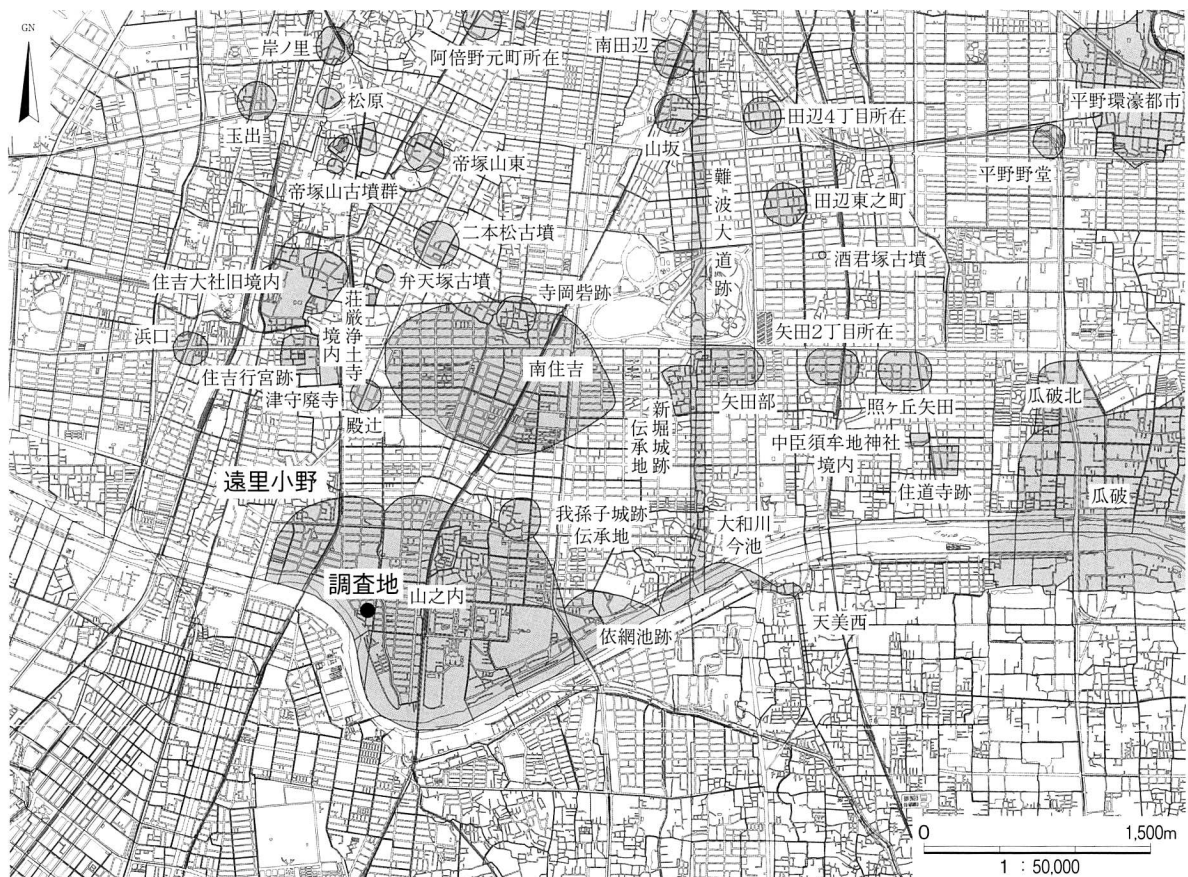 GN
岸ノ里
阿倍野元町所在
南田辺
松原
平野環濠都市
田辺4丁目所在
玉出
山坂
帝塚山東
平野野堂
帝塚山古墳群
難波大道跡
田辺東之町
二本松古墳
住吉大社旧境内
弁天塚古墳
酒君塚古墳
荘厳浄土寺境内
寺岡砦跡
浜口
矢田2丁目所在
住吉行宮跡
南住吉
津守廃寺
矢田部
照ヶ丘矢田
瓜破北
殿辻
新堀城跡伝承地
中臣須牟地神社
境内
遠里小野
住道寺跡
瓜破
我孫子城跡
伝承地
大和川
今池
調査地
山之内
依網池跡
天美西
0 1,500m
1 : 50,000